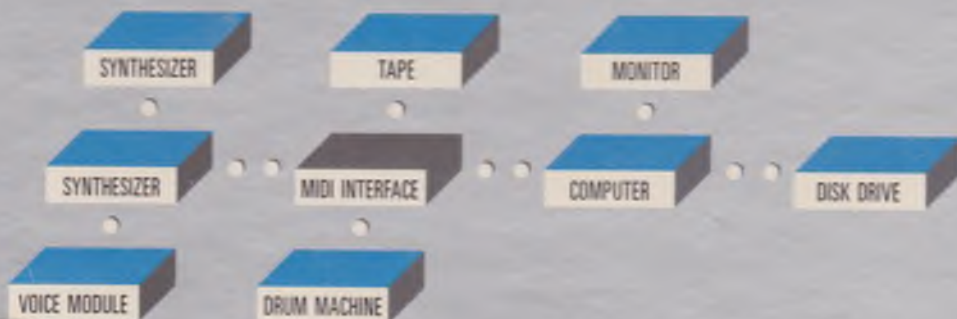 SYNTHESIZER
TAPE
MONITOR
SYNTHESIZER
MIDI INTERFACE
COMPUTER
DISK DRIVE
VOICE MODULE
DRUM MACHINE